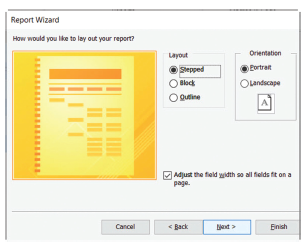 Report Wizard
How would you like to lay out your report?
Layout
Stepped
Block
Outline
Orientation
Portrait
Landscape
A
Adjust the field width so all fields fit on a
page.
Cancel
< Back
Next >
Finish